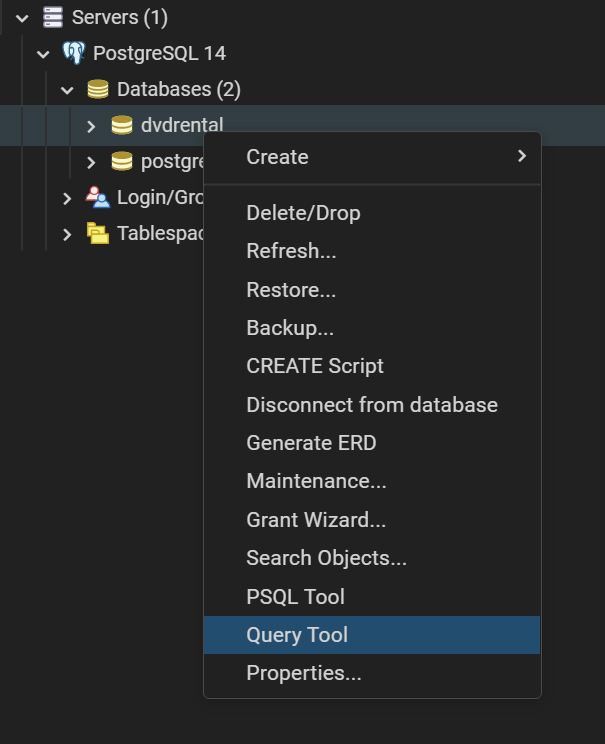 Servers (1)
PostgreSQL 14
Databases (2)
dvdrental
postgre
Login/Gro
Tablespac
Create
Delete/Drop
Refresh...
Restore...
Backup...
CREATE Script
Disconnect from database
Generate ERD
Maintenance...
Grant Wizard...
Search Objects...
PSQL Tool
Query Tool
Properties...